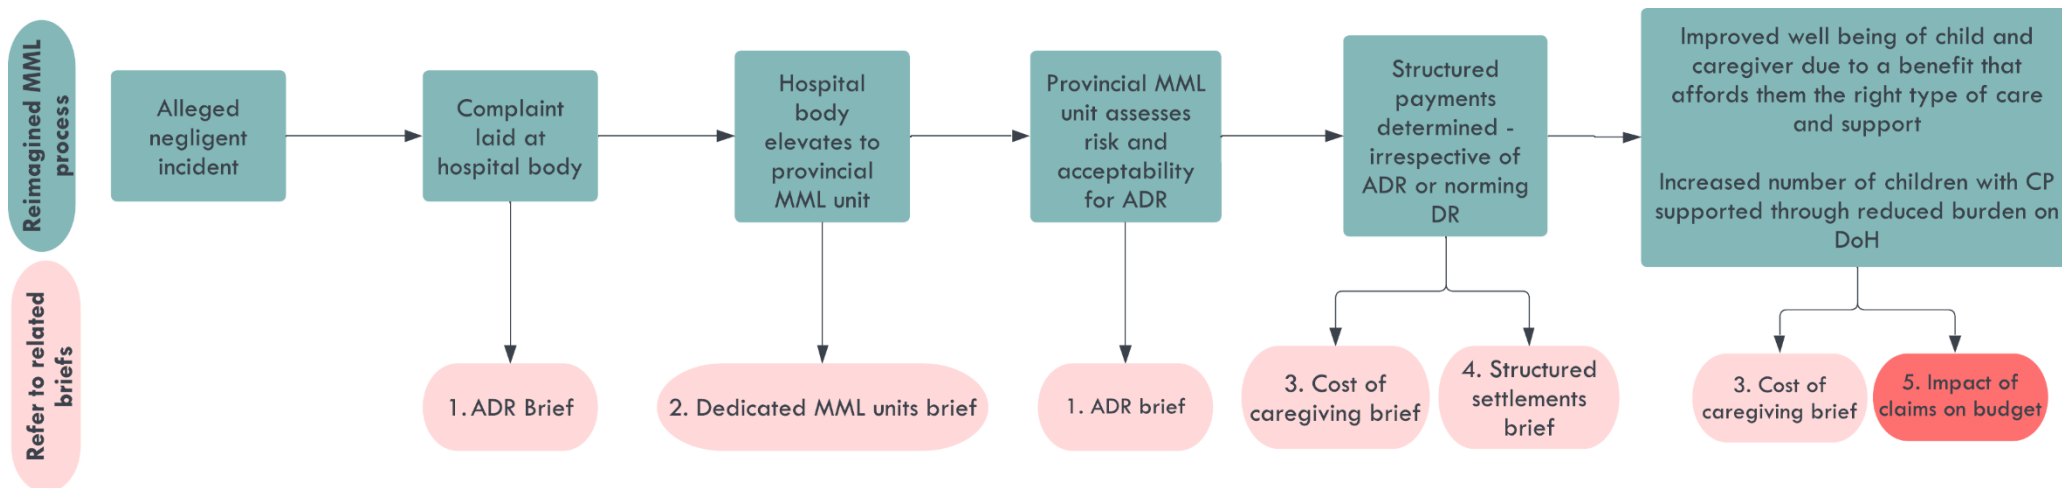 Reimagined MML
process
Alleged
negligent
incident
Complaint
laid at
hospital body
Hospital
body
elevates to
provincial
MML unit
Provincial MML
unit assesses
risk and
acceptability
for ADR
Structured
payments
determined -
irrespective of
ADR or norming
DR
Improved well being of child and
caregiver due to a benefit that
affords them the right type of care
and support
Increased number of children with CP
supported through reduced burden on
DoH
Refer to related
briefs
1. ADR Brief
2. Dedicated MML units brief
1. ADR brief
3. Cost of
caregiving brief
4. Structured
settlements
brief
3. Cost of
caregiving brief
5. Impact of
claims on budget